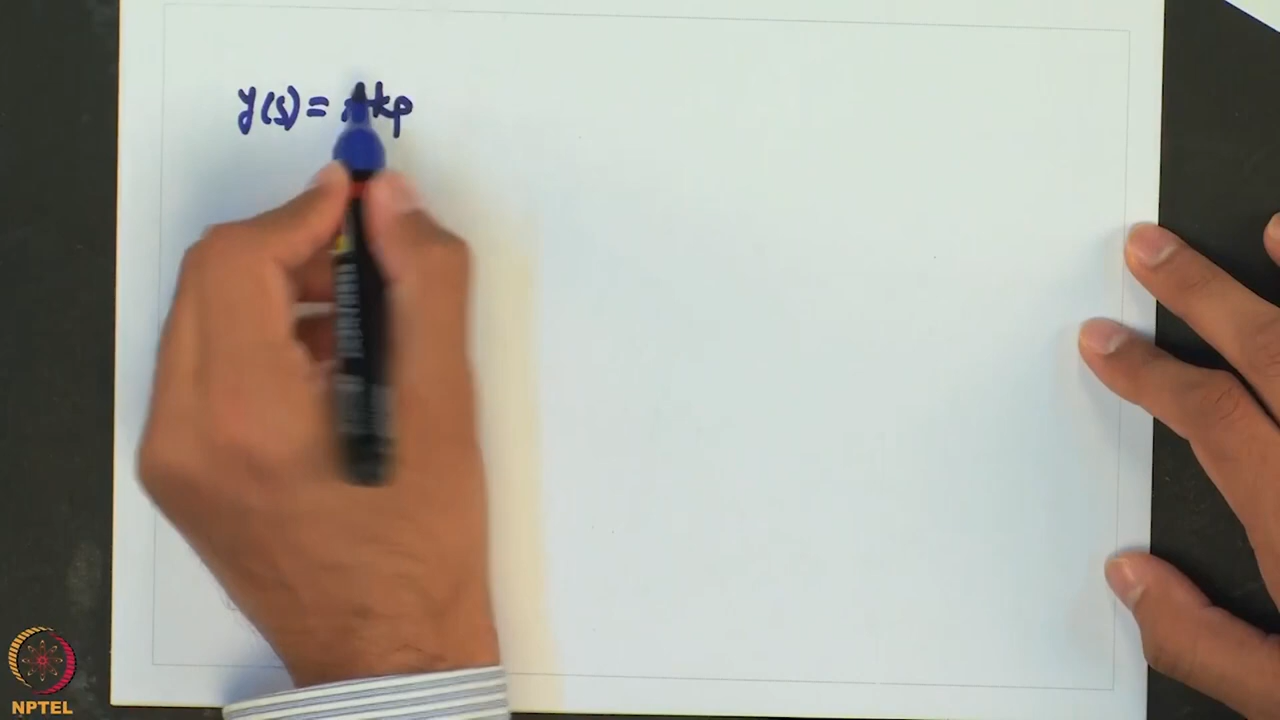 y(s) = kp
NPTEL